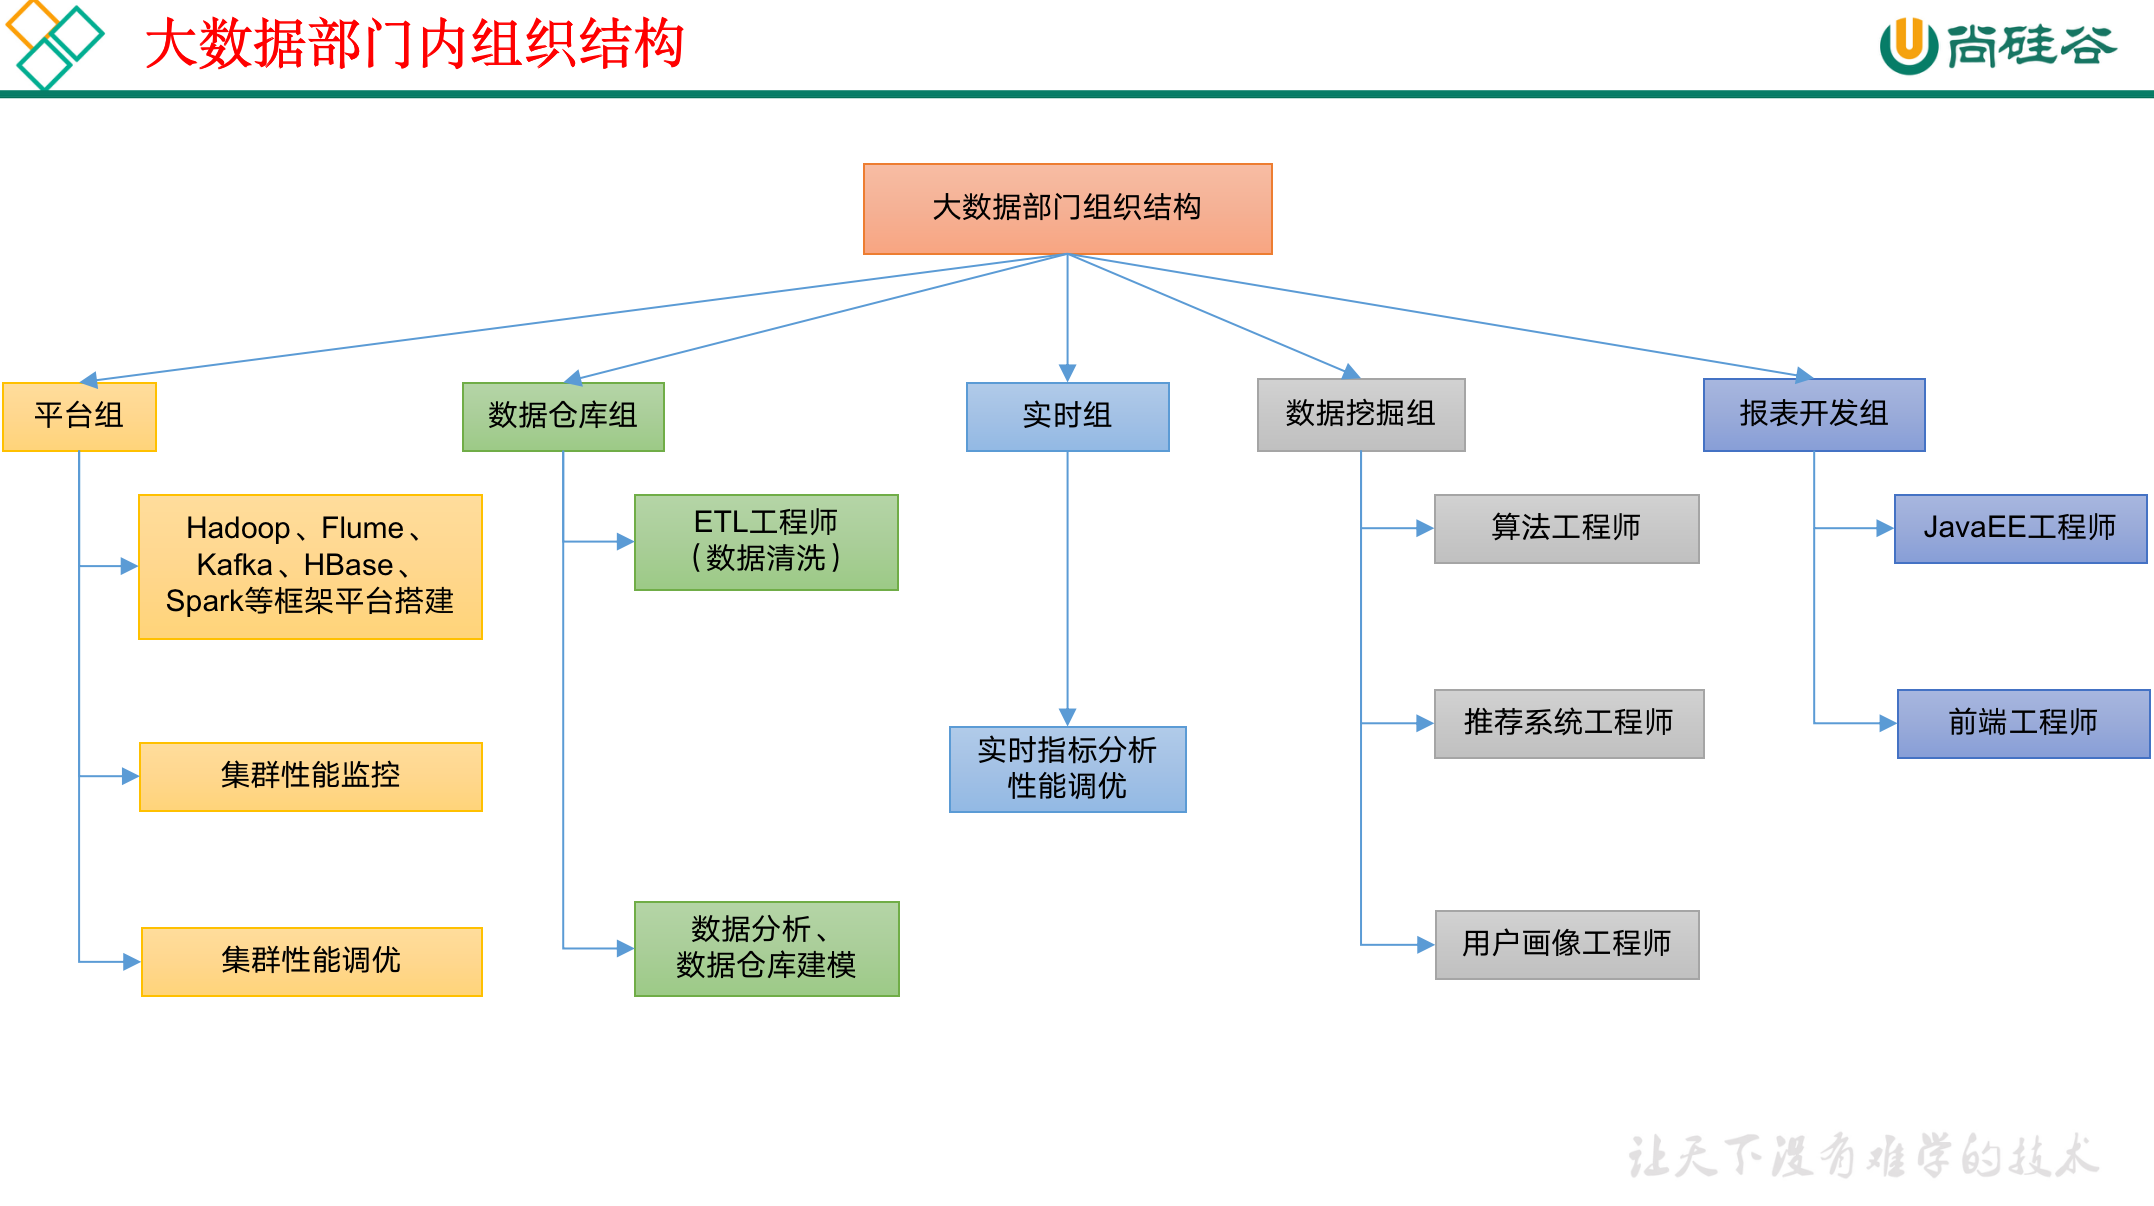 大数据部门内组织结构
尚硅谷
大数据部门组织结构
平台组
数据仓库组
实时组
数据挖掘组
报表开发组
Hadoop、Flume、
Kafka、HBase、
Spark等框架平台搭建
集群性能监控
集群性能调优
ETL工程师
（数据清洗）
数据分析、
数据仓库建模
实时指标分析
性能调优
算法工程师
推荐系统工程师
用户画像工程师
JavaEE工程师
前端工程师
让天下没有难学的技术